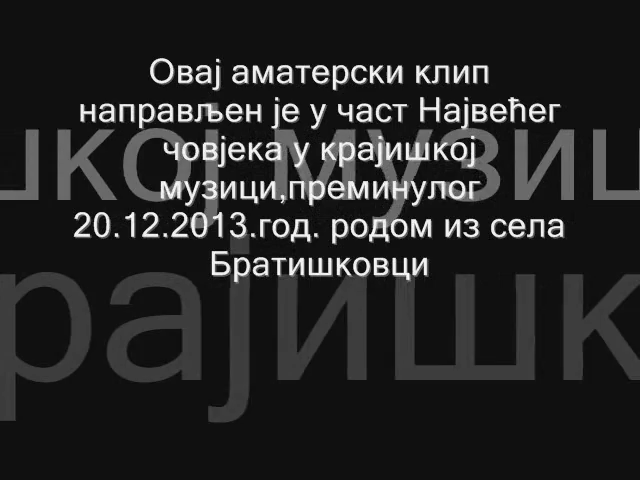 Овај аматерски клип
направљен је у част Највећег
човјека у крајишкој
музици,преминулог
20.12.2013.год. родом из села
Братишковци
шкој музиц
рајишк